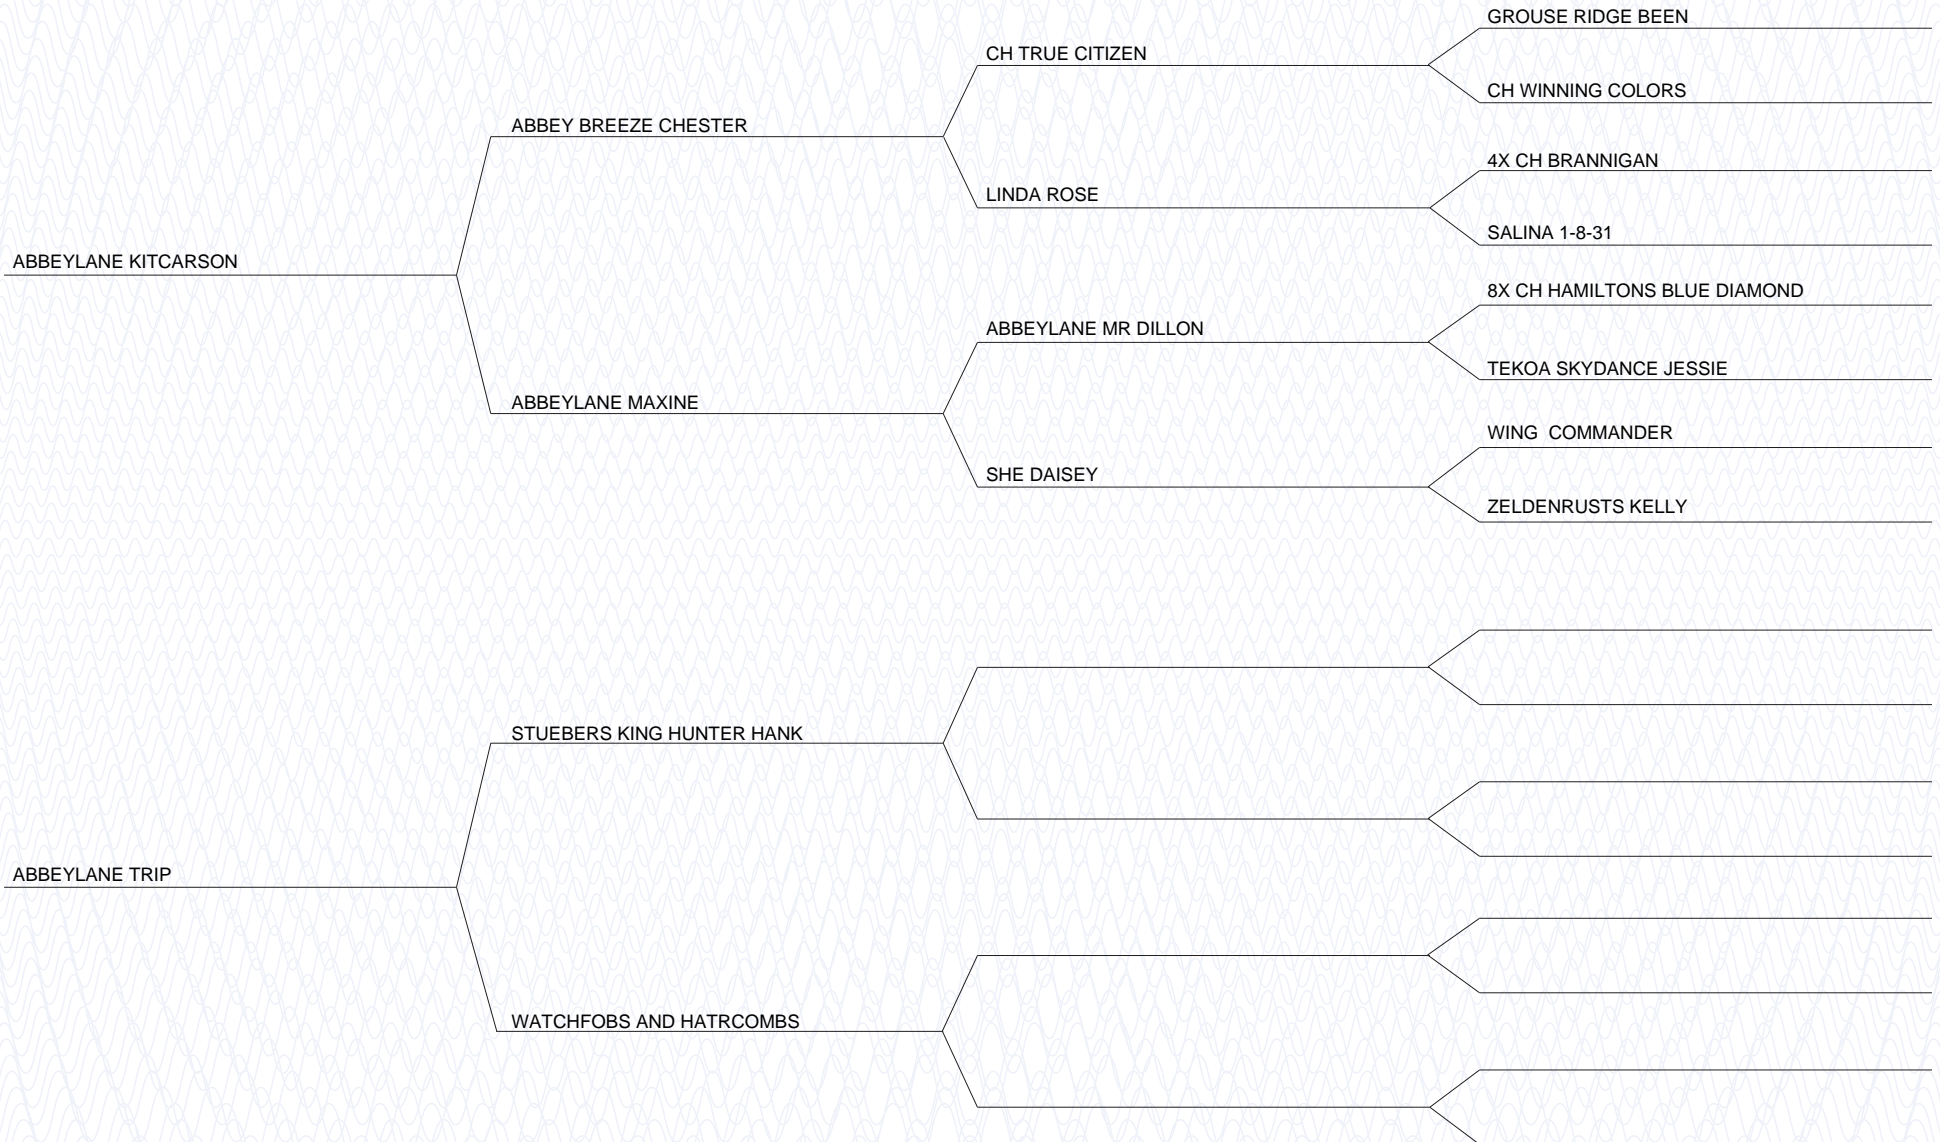 GROUSE RIDGE BEEN
CH TRUE CITIZEN
CH WINNING COLORS
ABBEY BREEZE CHESTER
4X CH BRANNIGAN
LINDA ROSE
SALINA 1-8-31
ABBEYLANE KITCARSON
8X CH HAMILTONS BLUE DIAMOND
ABBEYLANE MR DILLON
TEKOA SKYDANCE JESSIE
ABBEYLANE MAXINE
WING  COMMANDER
SHE DAISEY
ZELDENRUSTS KELLY
STUEBERS KING HUNTER HANK
ABBEYLANE TRIP
WATCHFOBS AND HATRCOMBS